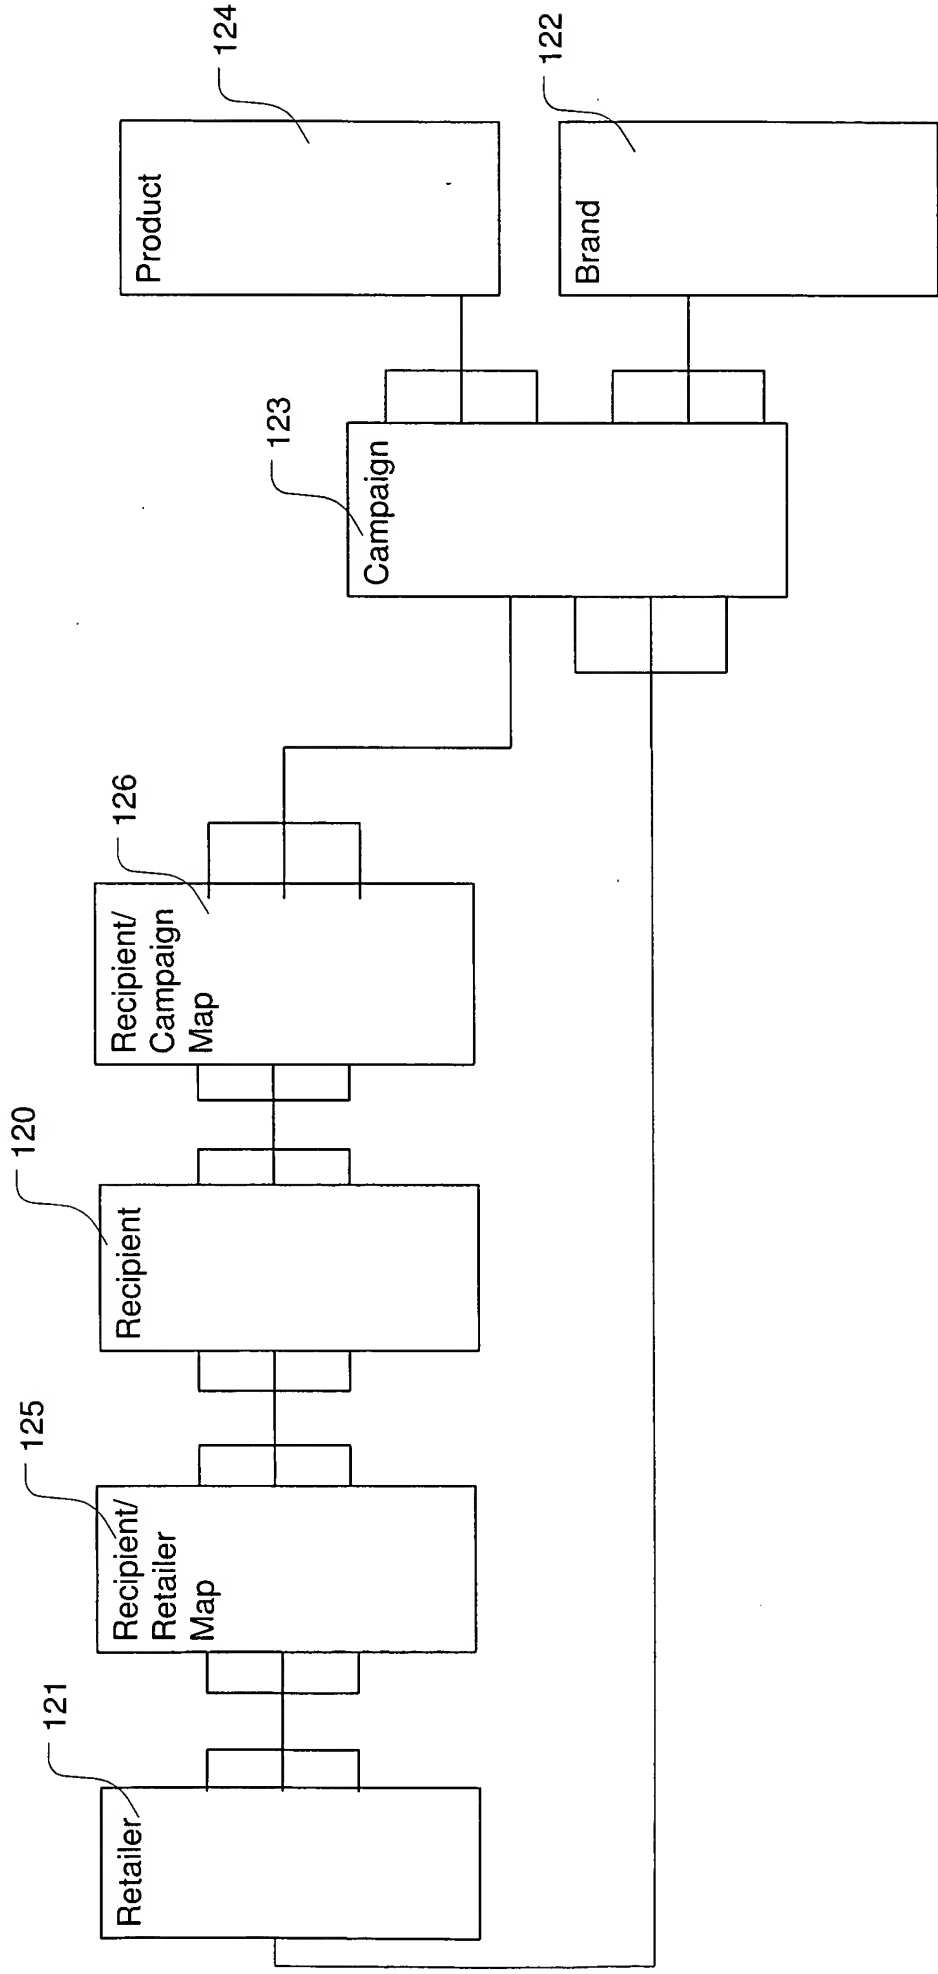 Retailer
121
Recipient/
Retailer
Map
125
Recipient
120
Recipient/
Campaign
Map
126
Campaign
123
Product
124
Brand
122